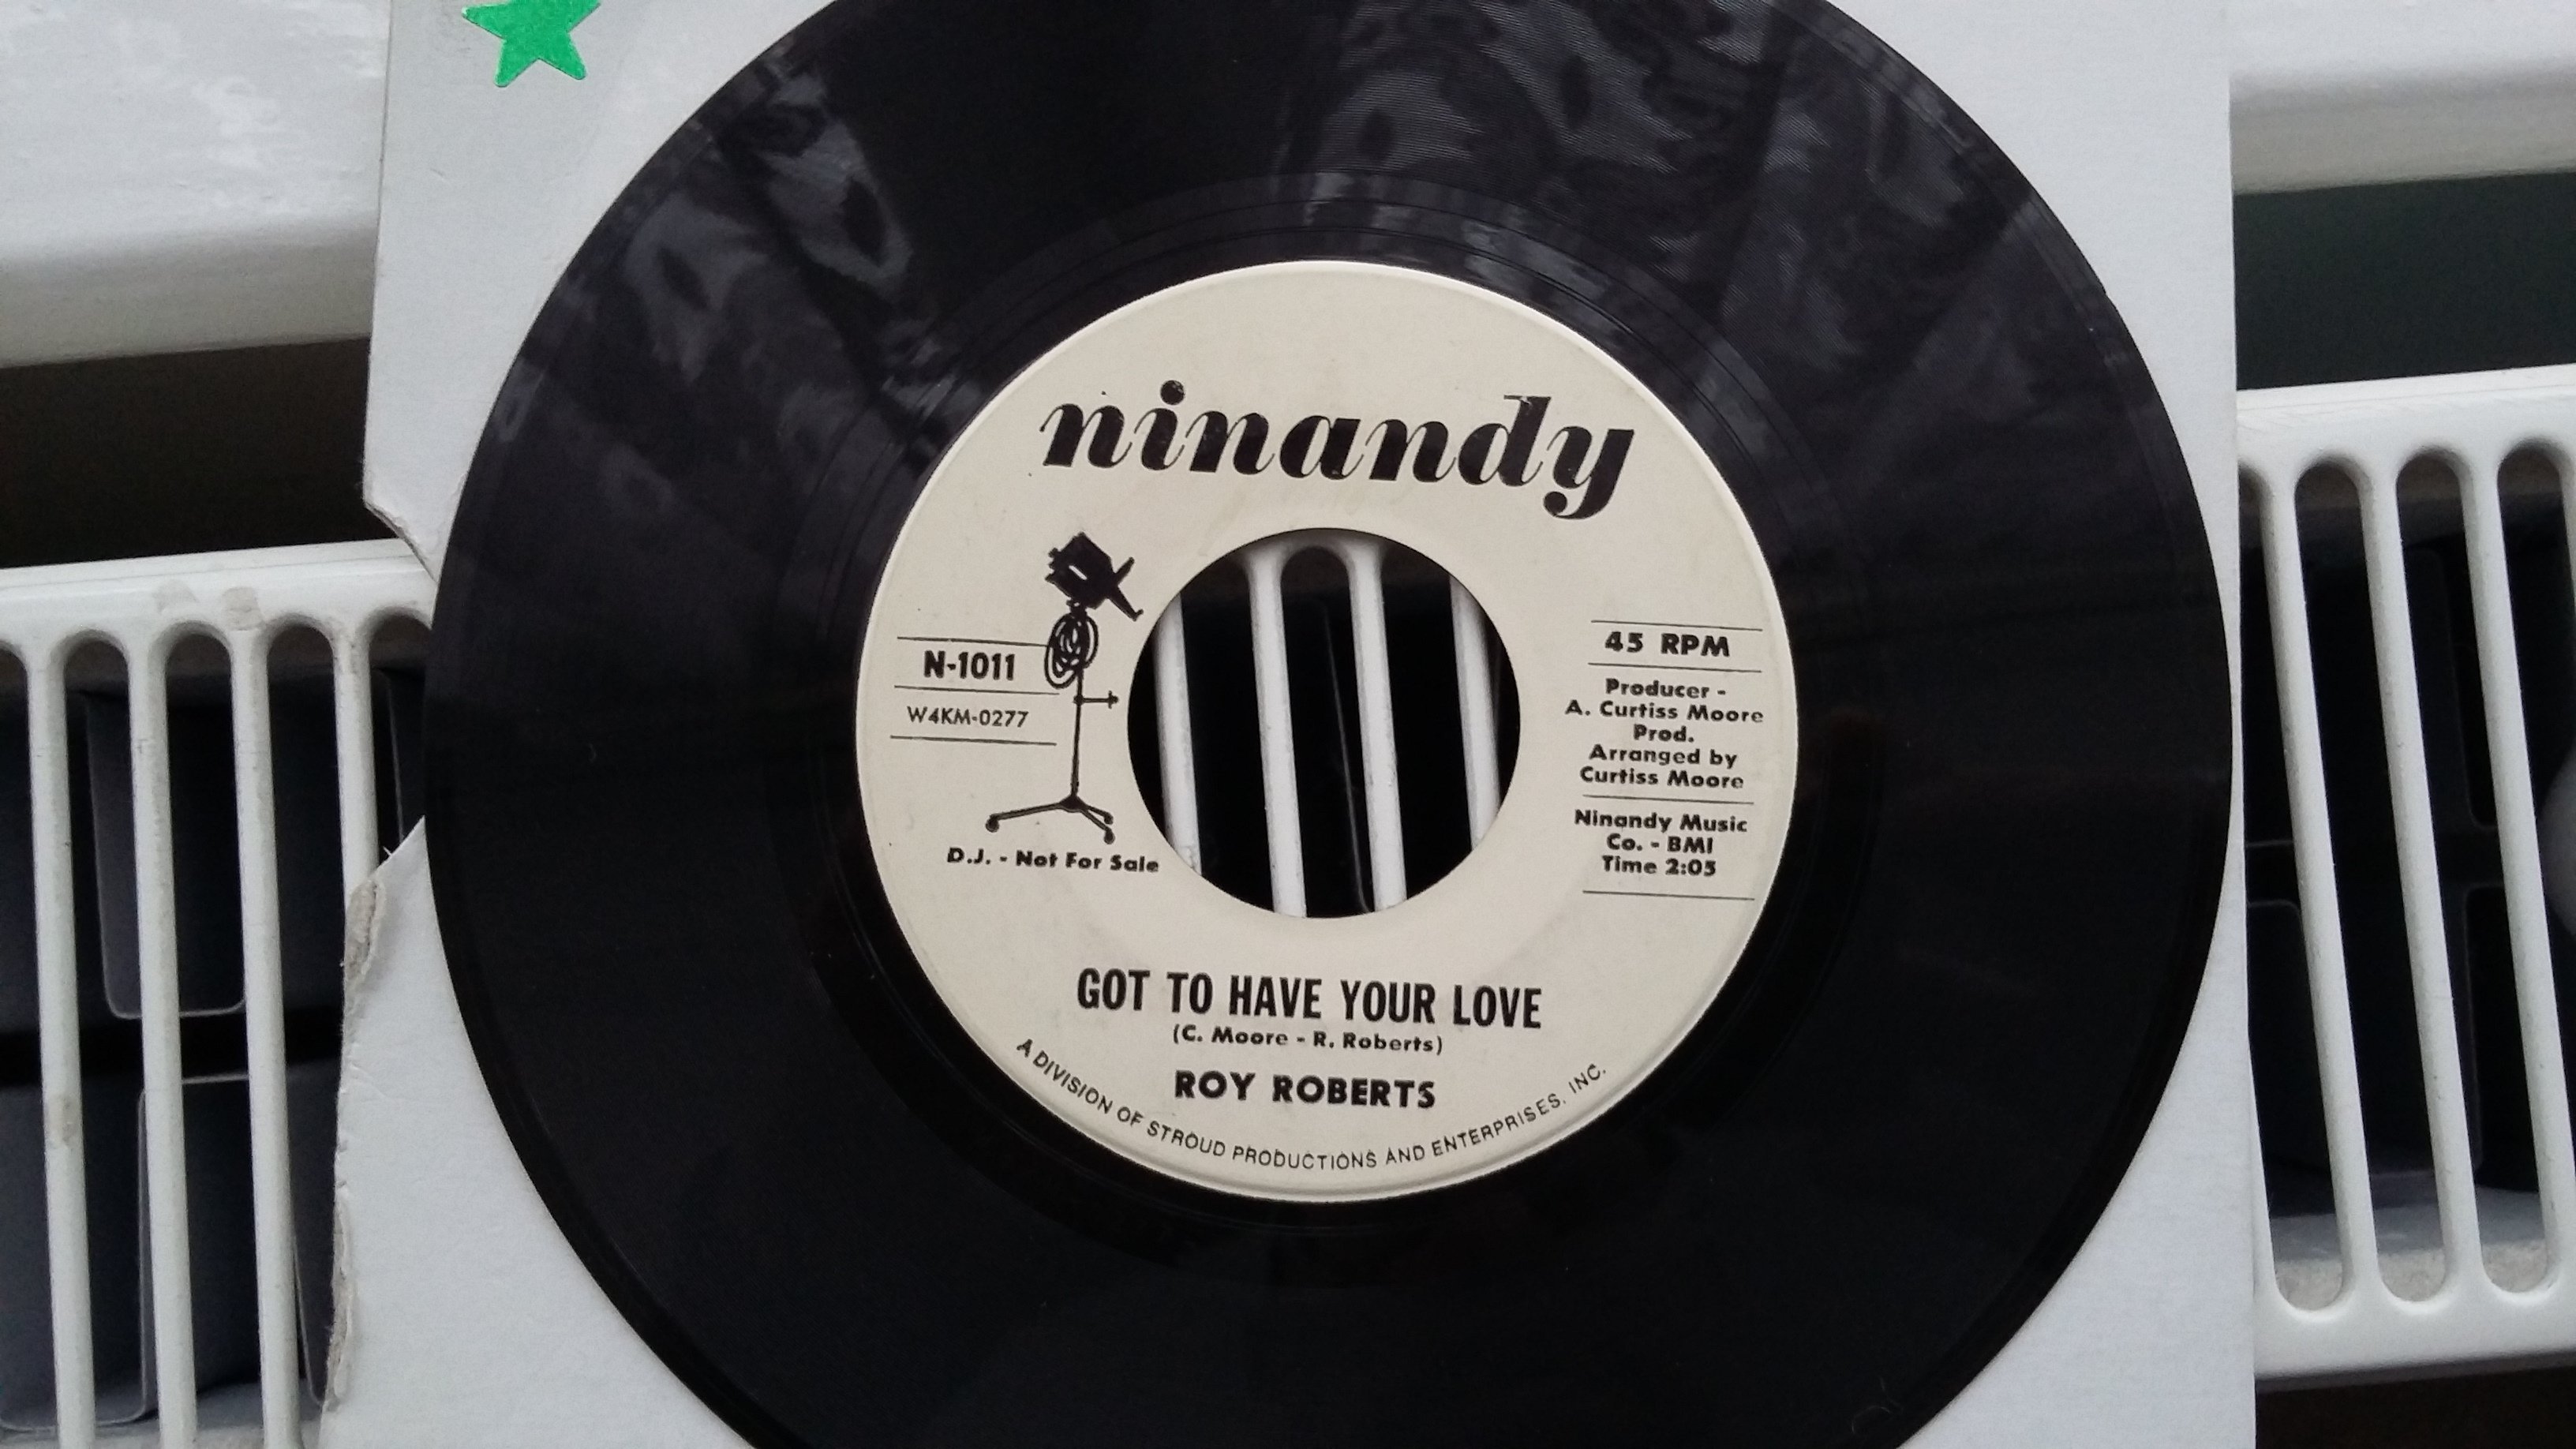 ninandy
N-1011
W4KM-0277
D.J. - Not For Sale
45 RPM
Producer -
A. Curtiss Moore
Prod.
Arranged by
Curtiss Moore
Ninandy Music
Co. - BMI
Time 2:05
GOT TO HAVE YOUR LOVE
(C. Moore - R. Roberts)
ROY ROBERTS
A DIVISION OF STROUD PRODUCTIONS AND ENTERPRISES, INC.